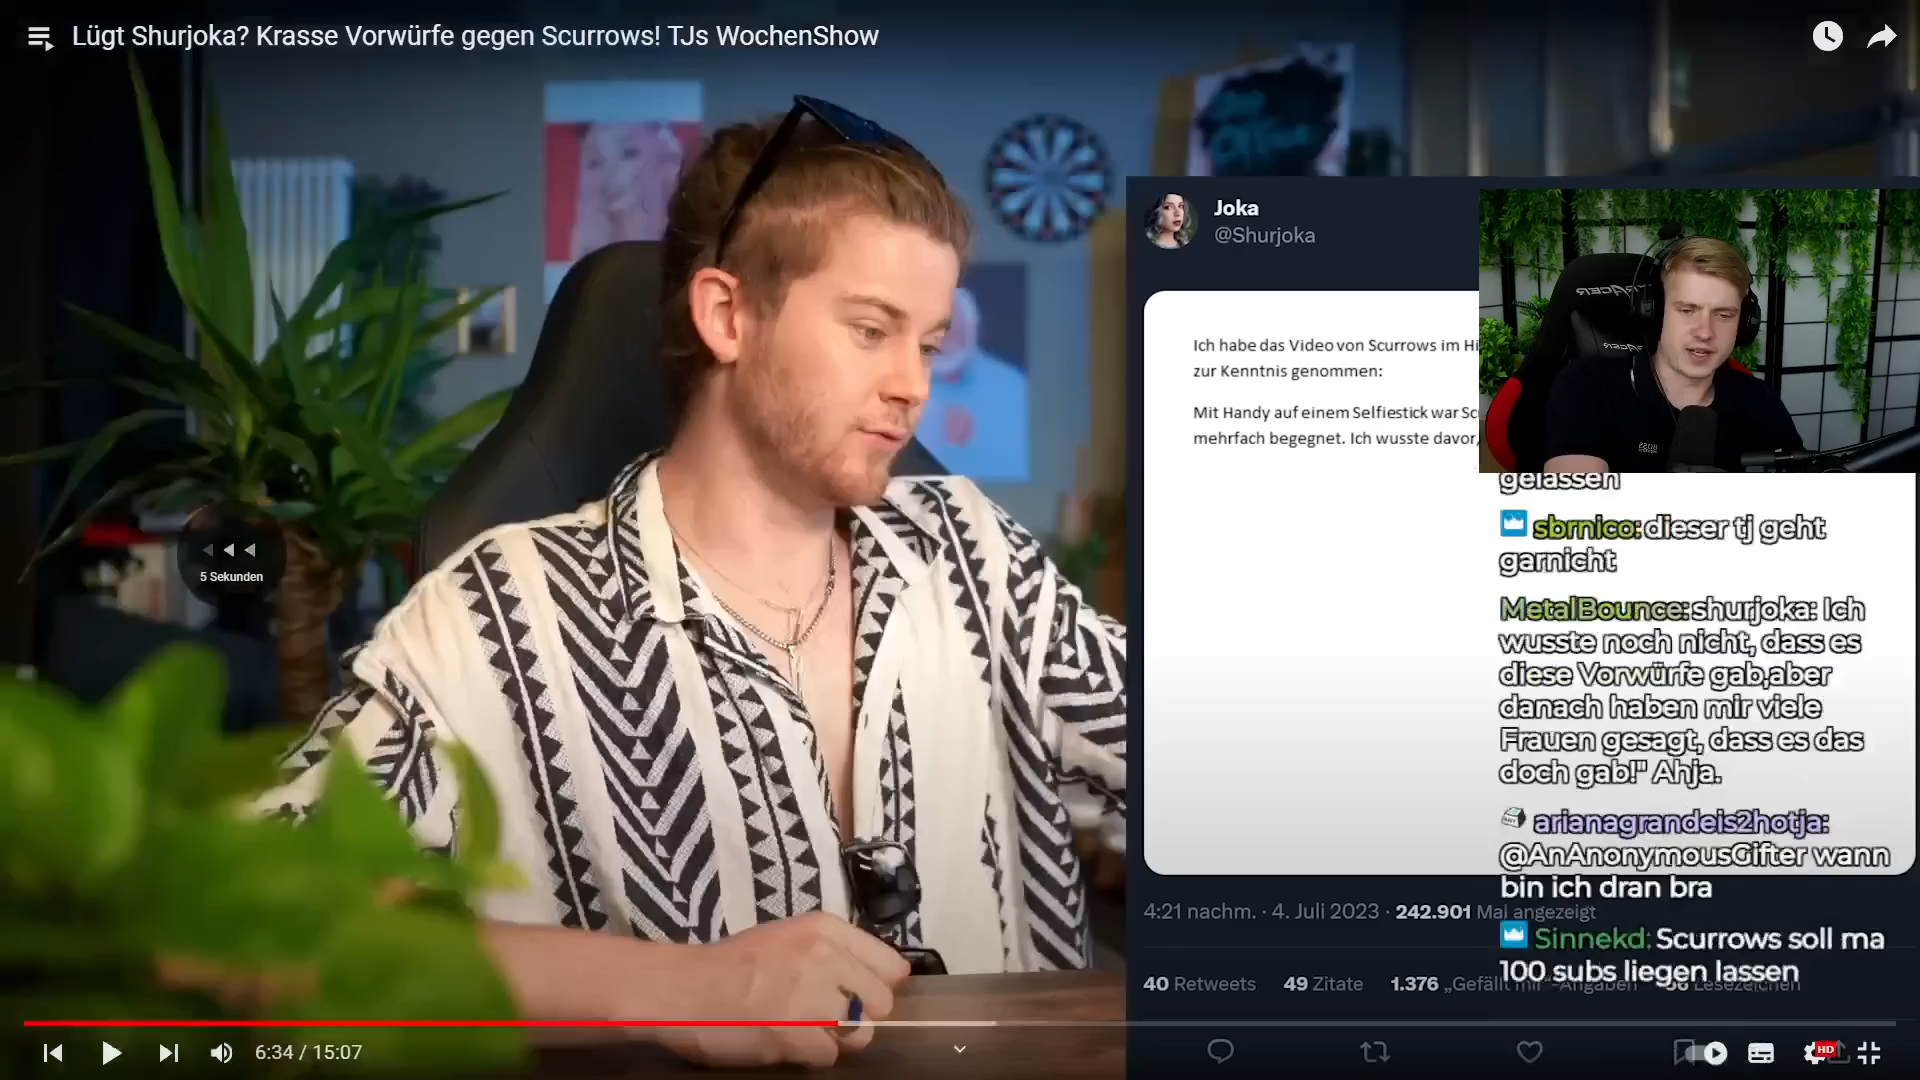 Lügt Shurjoka? Krasse Vorwürfe gegen Scurrows! TJs WochenShow
Joka
@Shurjoka
Ich habe das Video von Scurrows im
zur Kenntnis genommen:
Mit Handy auf einem Selfiestick war
mehrfach begegnet. Ich wusste davor,
5 Sekunden
gelassen
sbrnico: dieser tj geht
garnicht
MetalBounce: shurjoka: Ich
wusste noch nicht, dass es
diese Vorwürfe gab,aber
danach haben mir viele
Frauen gesagt, dass es das
doch gab!" Ahja.
arianagrandeis2hotja:
@AnAnonymousGifter wann
bin ich dran bra
Sinnekd: Scurrows soll ma
100 subs liegen lassen
4:21 nachm. · 4. Juli 2023 · 242.901 Mal angezeigt
40 Retweets 49 Zitate 1.376 „Gefällt mir“-Angaben Lesezeichen
6:34 / 15:07
HD